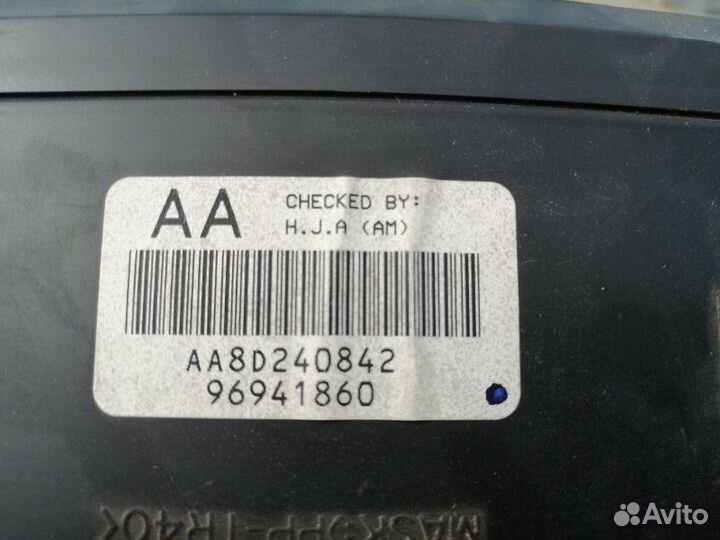 AA
CHECKED BY:
H.J.A (AM)
AA8D240842
96941860
Avito